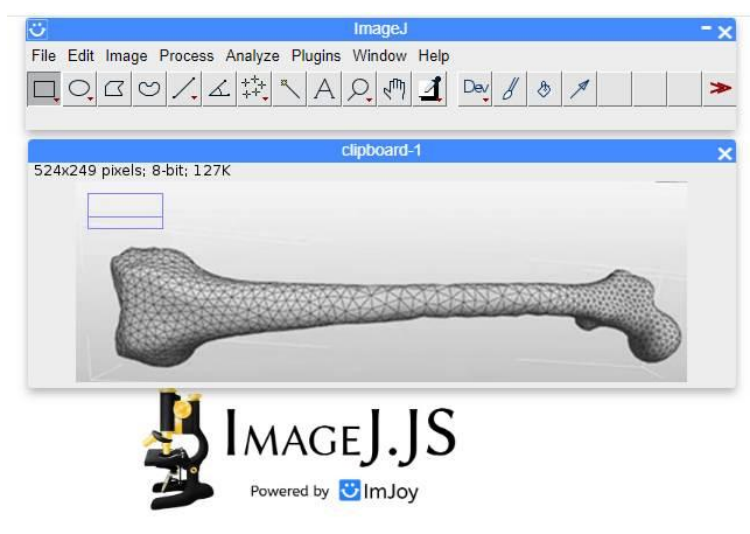 ImageJ
File Edit Image Process Analyze Plugins Window Help
A Dev
clipboard-1
524x249 pixels; 8-bit; 127K
IMAGEJ.JS
Powered by ImJoy